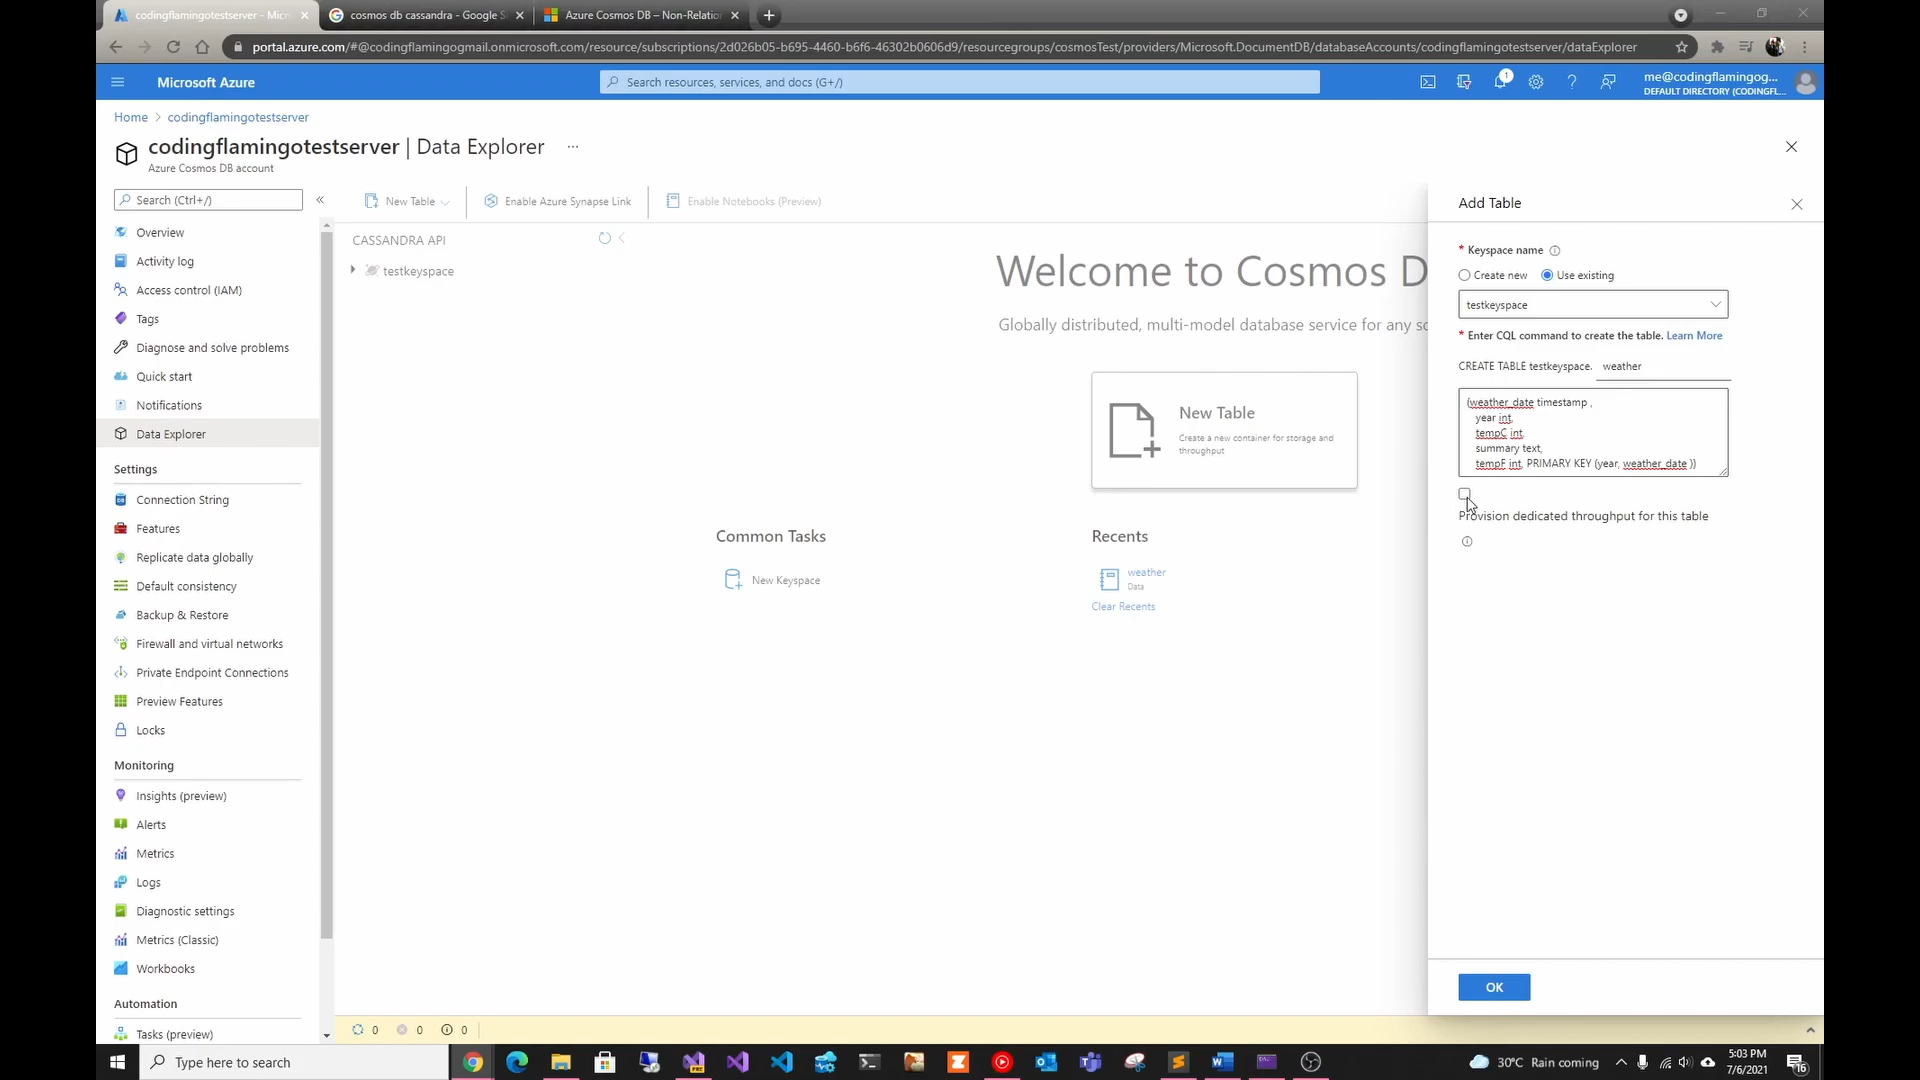 codingflamingotestserver - Micr
cosmos db cassandra - Google S
Azure Cosmos DB – Non-Relation
portal.azure.com/#@codingflamingogmail.onmicrosoft.com/resource/subscriptions/2d026b05-b695-4460-b6f6-46302b0606d9/resourcegroups/cosmosTest/providers/Microsoft.DocumentDB/databaseAccounts/codingflamingotestserver/dataExplorer
Microsoft Azure
Search resources, services, and docs (G+/)
1
me@codingflamingog...
DEFAULT DIRECTORY (CODINGFL...
Home > codingflamingotestserver
codingflamingotestserver | Data Explorer ...
Azure Cosmos DB account
Search (Ctrl+/)
Overview
Activity log
Access control (IAM)
Tags
Diagnose and solve problems
Quick start
Notifications
Data Explorer
Settings
Connection String
Features
Replicate data globally
Default consistency
Backup & Restore
Firewall and virtual networks
Private Endpoint Connections
Preview Features
Locks
Monitoring
Insights (preview)
Alerts
Metrics
Logs
Diagnostic settings
Metrics (Classic)
Workbooks
Automation
Tasks (preview)
New Table
Enable Azure Synapse Link
Enable Notebooks (Preview)
CASSANDRA API
testkeyspace
Welcome to Cosmos D
Globally distributed, multi-model database service for any sc
New Table
Create a new container for storage and
throughput
Common Tasks
New Keyspace
Recents
weather
Data
Clear Recents
0 0 0
Add Table
* Keyspace name
Create new Use existing
testkeyspace
* Enter CQL command to create the table. Learn More
CREATE TABLE testkeyspace. weather
(weather_date timestamp ,
year int,
tempC int,
summary text,
tempF int, PRIMARY KEY (year, weather_date ))
Provision dedicated throughput for this table
OK
Type here to search
30°C Rain coming
5:03 PM
7/6/2021
16